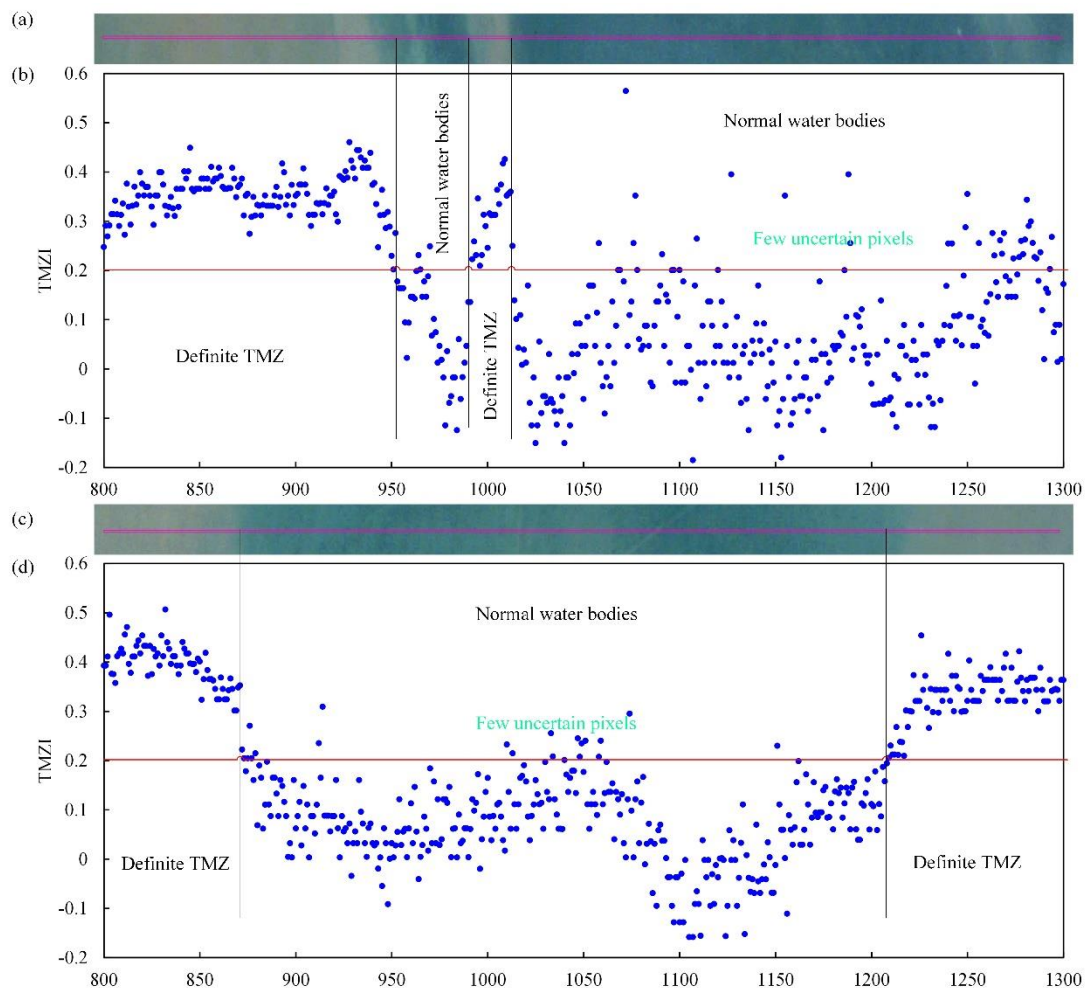 (a)
(b)
0.6
0.5
0.4
0.3
0.2
0.1
0
-0.1
-0.2
TMZI
Normal water bodies
Normal water bodies
Few uncertain pixels
Definite TMZ
Definite TMZ
800 850 900 950 1000 1050 1100 1150 1200 1250 1300
(c)
(d)
0.6
0.5
0.4
0.3
0.2
0.1
0
-0.1
-0.2
TMZI
Normal water bodies
Few uncertain pixels
Definite TMZ
Definite TMZ
800 850 900 950 1000 1050 1100 1150 1200 1250 1300